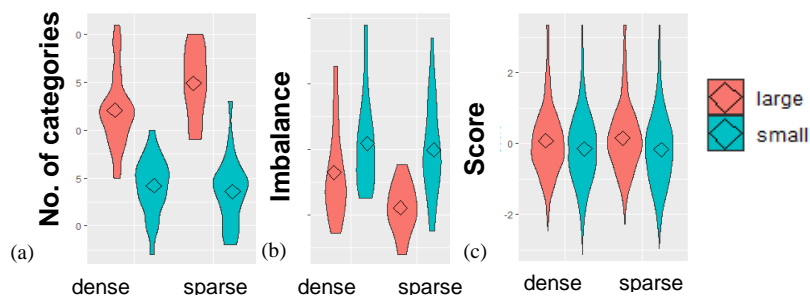 No. of categories
5
0
5
0
(a)
dense sparse
Imbalance
(b)
dense sparse
Score
2
0
-2
(c)
dense sparse
large
small